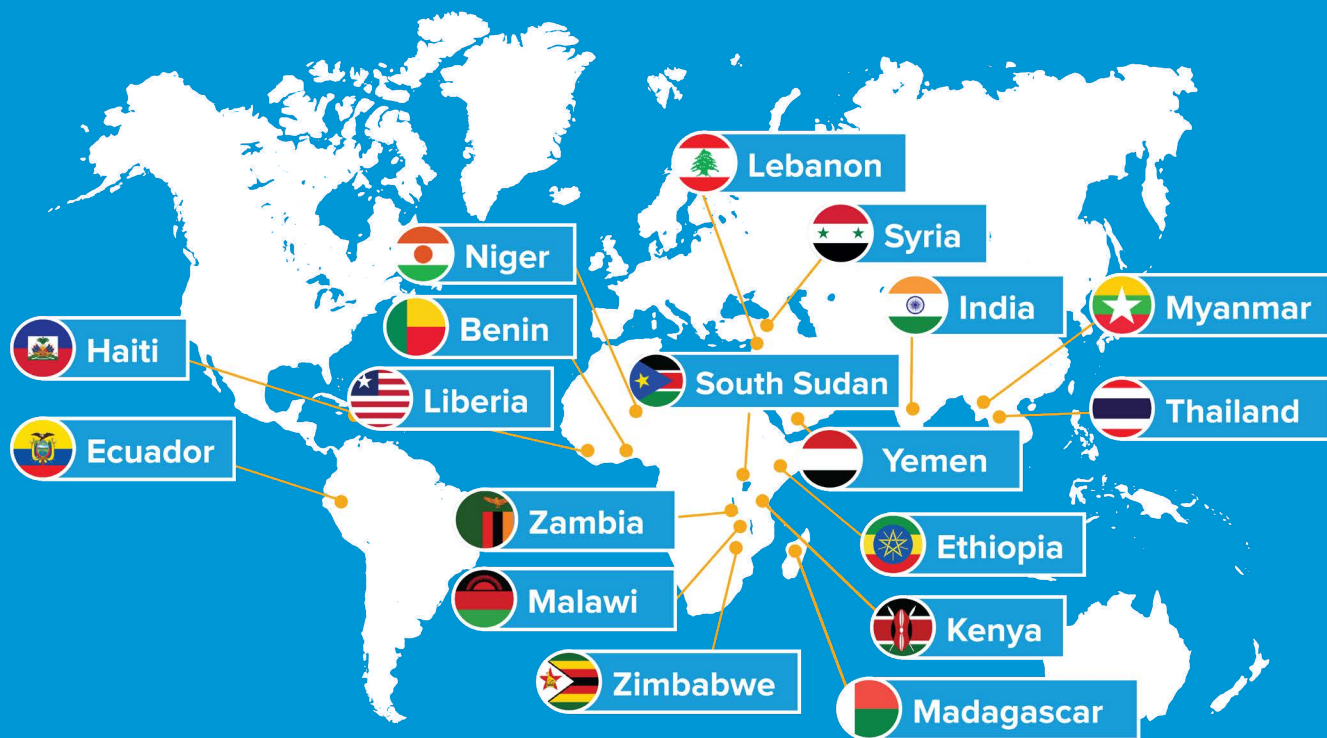 Lebanon
Syria
Niger
India
Myanmar
Benin
Haiti
South Sudan
Liberia
Thailand
Ecuador
Yemen
Zambia
Ethiopia
Malawi
Kenya
Zimbabwe
Madagascar